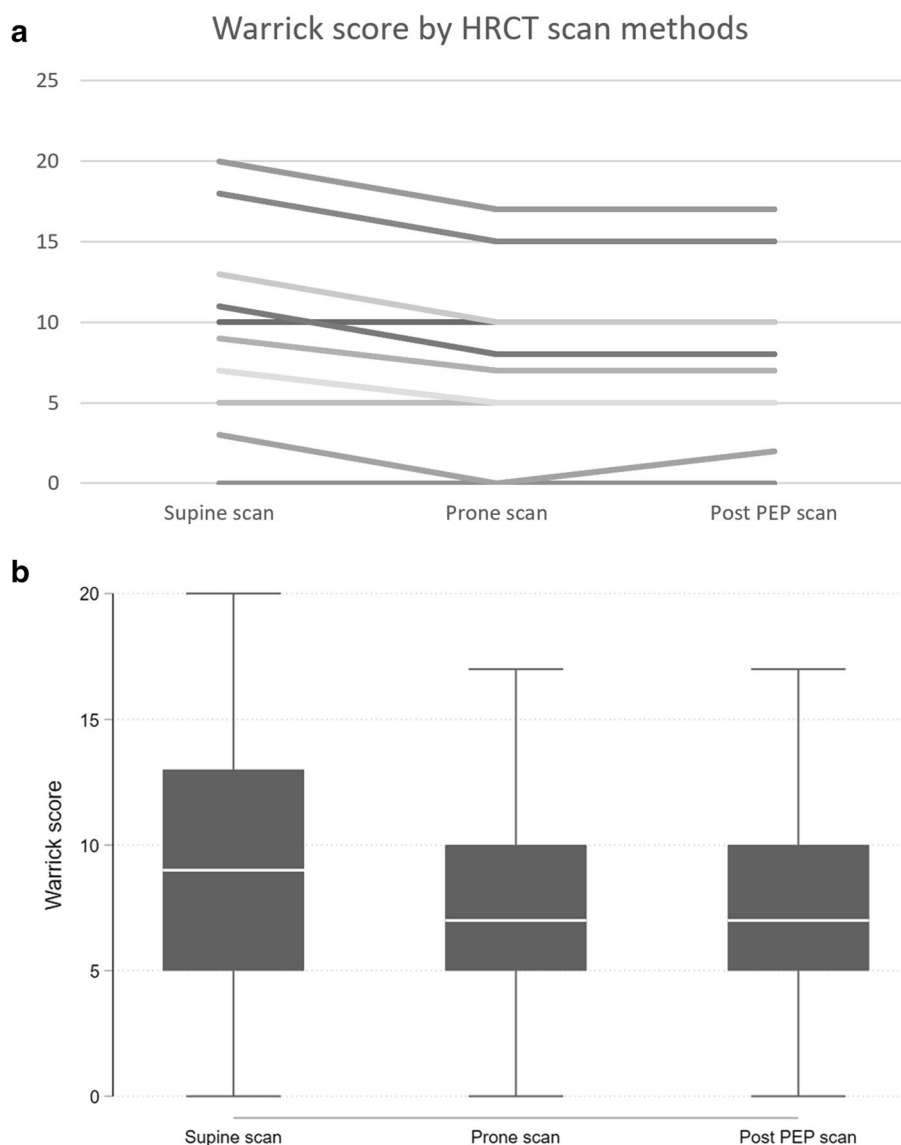 a
Warrick score by HRCT scan methods
25
20
15
10
5
0
Supine scan
Prone scan
Post PEP scan
b
20
15
10
5
0
Warrick score
Supine scan
Prone scan
Post PEP scan